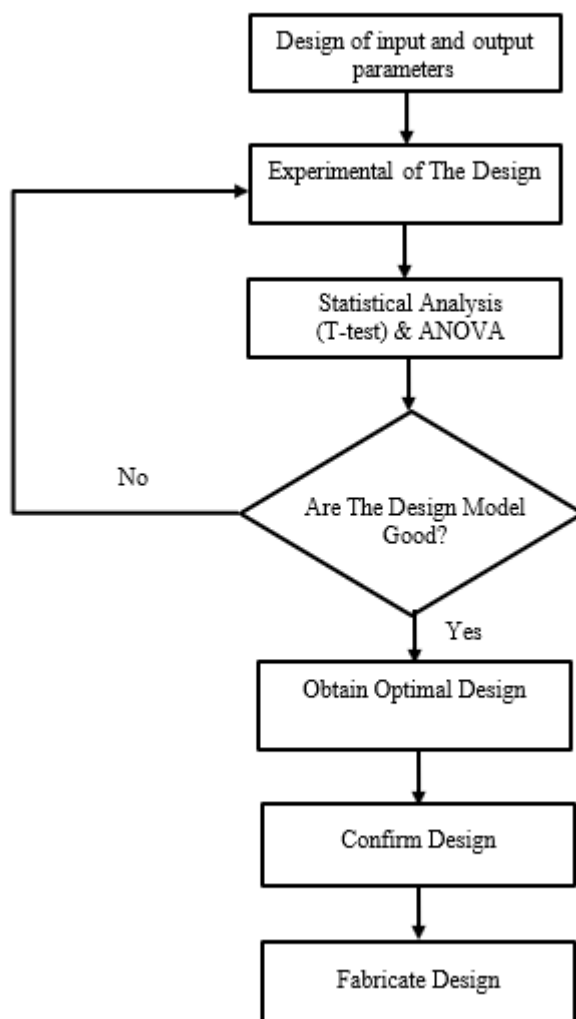 Design of input and output
parameters
Experimental of The Design
Statistical Analysis
(T-test) & ANOVA
No
Are The Design Model
Good?
Yes
Obtain Optimal Design
Confirm Design
Fabricate Design